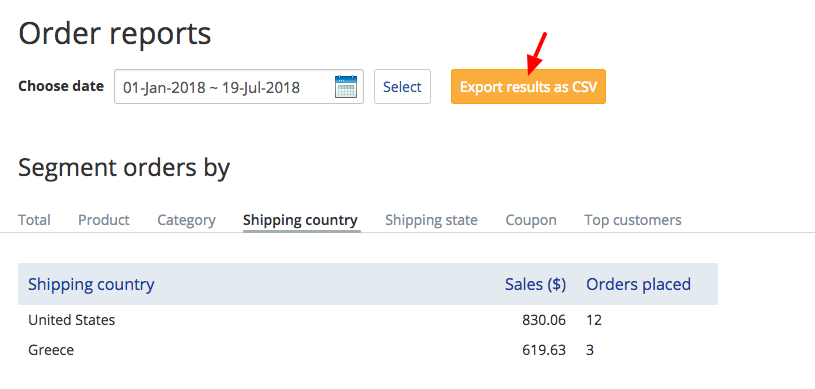 Order reports
Choose date 01-Jan-2018 ~ 19-Jul-2018 Select Export results as CSV
Segment orders by
Total Product Category Shipping country Shipping state Coupon Top customers
Shipping country Sales ($) Orders placed
United States 830.06 12
Greece 619.63 3